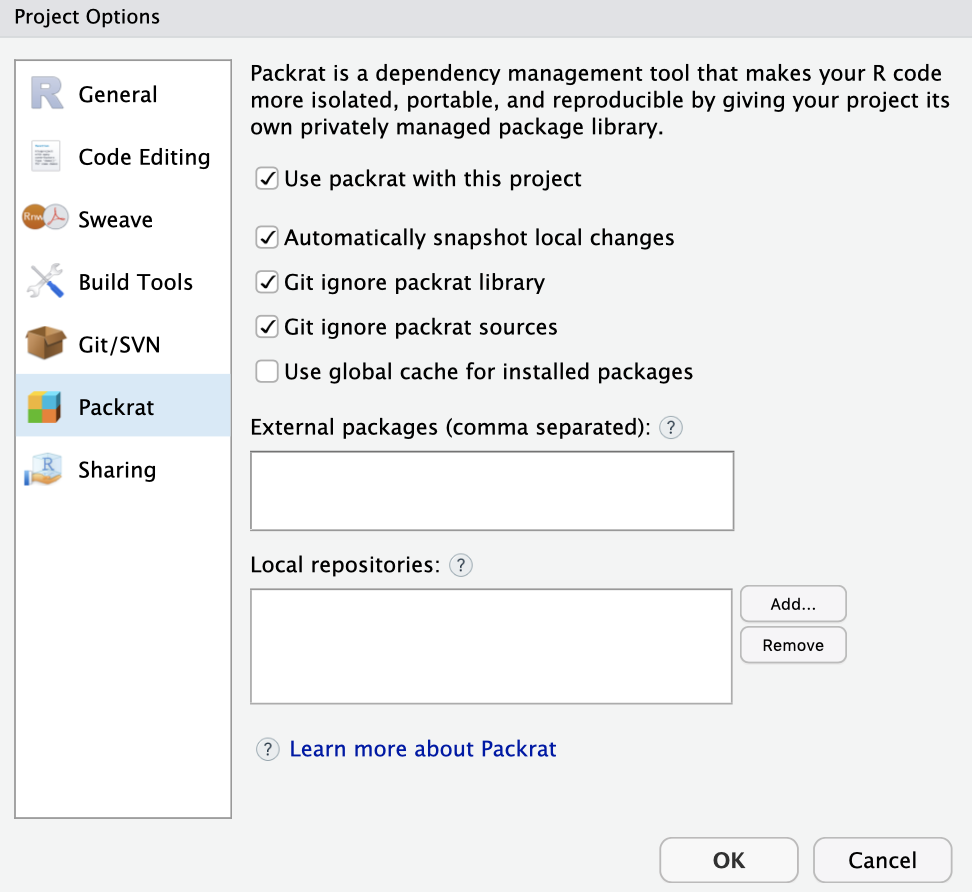 Project Options
General
Code Editing
Rnw
Sweave
Build Tools
Git/SVN
Packrat
R
Sharing
Packrat is a dependency management tool that makes your R code
more isolated, portable, and reproducible by giving your project its
own privately managed package library.
Use packrat with this project
Automatically snapshot local changes
Git ignore packrat library
Git ignore packrat sources
Use global cache for installed packages
External packages (comma separated): ?
Local repositories: ?
Add...
Remove
? Learn more about Packrat
OK
Cancel